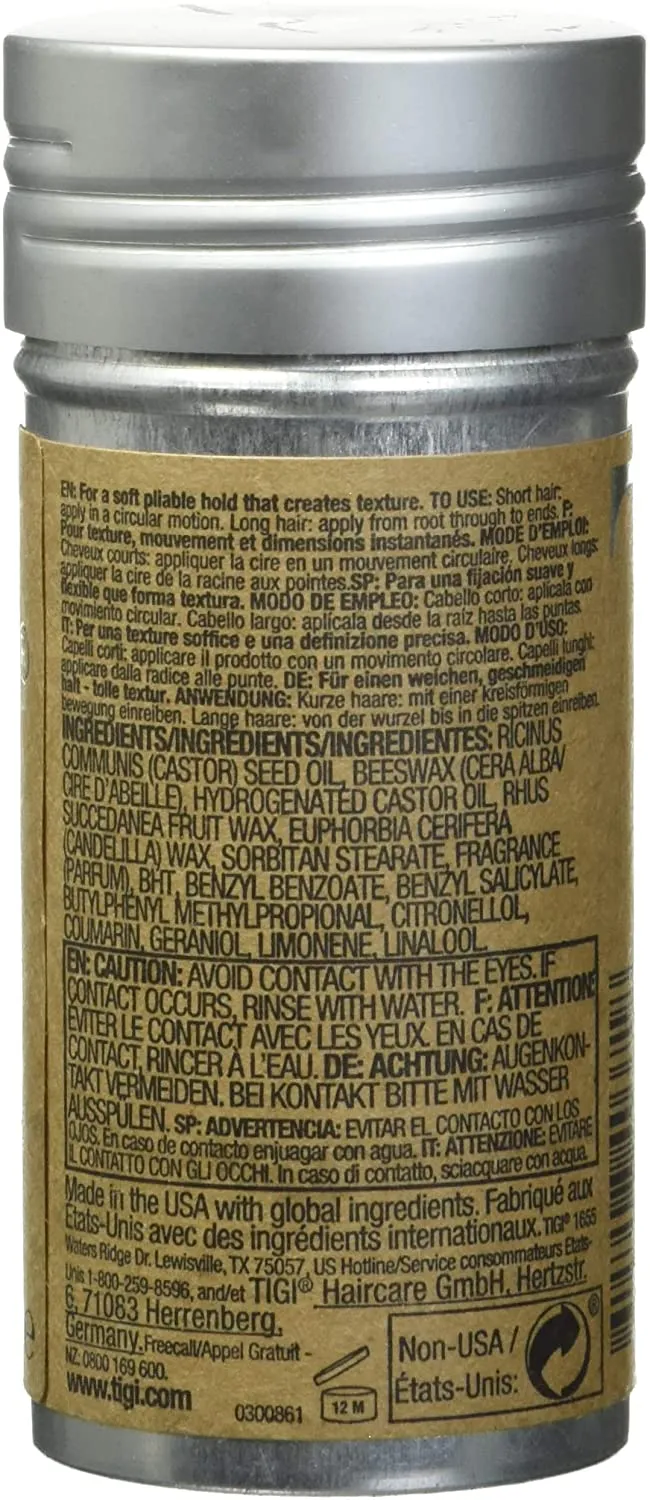 EN: For a soft pliable hold that creates texture. TO USE: Short hair:
apply in a circular motion. Long hair: apply from root through to ends. F:
Pour texture, mouvement et dimensions instantanés. MODE D'EMPLOI:
Cheveux courts: appliquer la cire en un mouvement circulaire. Cheveux longs:
appliquer la cire de la racine aux pointes.SP: Para una fijación suave y
flexible que forma textura. MODO DE EMPLEO: Cabello corto: aplícala con
movimiento circular. Cabello largo: aplícala desde la raíz hasta las puntas.
IT: Per una texture soffice e una definizione precisa. MODO D'USO:
Capelli corti: applicare il prodotto con un movimento circolare. Capelli lunghi:
applicare dalla radice alle punte. DE: Für einen weichen, geschmeidigen
halt - tolle textur. ANWENDUNG: Kurze haare: mit einer kreisförmigen
bewegung einreiben. Lange haare: von der wurzel bis in die spitzen einreiben.
INGREDIENTS/INGRÉDIENTS/INGREDIENTES: RICINUS
COMMUNIS (CASTOR) SEED OIL, BEESWAX (CERA ALBA/
CIRE D'ABEILLE), HYDROGENATED CASTOR OIL, RHUS
SUCCEDANEA FRUIT WAX, EUPHORBIA CERIFERA
(CANDELILLA) WAX, SORBITAN STEARATE, FRAGRANCE
(PARFUM), BHT, BENZYL BENZOATE, BENZYL SALICYLATE,
BUTYLPHENYL METHYLPROPIONAL, CITRONELLOL,
COUMARIN, GERANIOL, LIMONENE, LINALOOL.
EN: CAUTION: AVOID CONTACT WITH THE EYES. IF
CONTACT OCCURS, RINSE WITH WATER. F: ATTENTION:
ÉVITER LE CONTACT AVEC LES YEUX. EN CAS DE
CONTACT, RINCER À L'EAU. DE: ACHTUNG: AUGENKON-
TAKT VERMEIDEN. BEI KONTAKT BITTE MIT WASSER
AUSSPÜLEN. SP: ADVERTENCIA: EVITAR EL CONTACTO CON LOS
OJOS. En caso de contacto enjuagar con agua. IT: ATTENZIONE: EVITARE
IL CONTATTO CON GLI OCCHI. In caso di contatto, sciacquare con acqua.
Made in the USA with global ingredients. Fabriqué aux
États-Unis avec des ingrédients internationaux. TIGI® 1655
Waters Ridge Dr. Lewisville, TX 75057, US Hotline/Service consommateurs États-
Unis 1-800-259-8596, and/et TIGI® Haircare GmbH, Hertzstr.
6, 71083 Herrenberg,
Germany. Freecall/Appel Gratuit -
NZ: 0800 169 600.
www.tigi.com
0300861
12 M
Non-USA /
États-Unis:
®